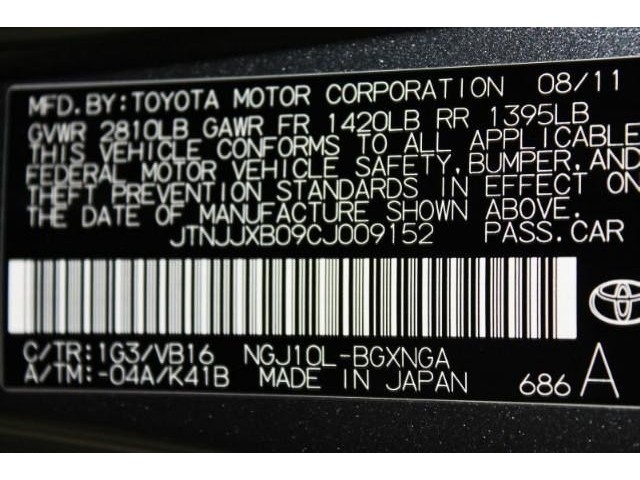 MFD.BY:TOYOTA MOTOR CORPORATION 08/11
GVWR 2810LB GAWR FR 1420LB RR 1395LB
THIS VEHICLE CONFORMS TO ALL APPLICABLE
FEDERAL MOTOR VEHICLE SAFETY,BUMPER,AND
THEFT PREVENTION STANDARDS IN EFFECT ON
THE DATE OF MANUFACTURE SHOWN ABOVE.
JTNJJXB09CJ009152 PASS.CAR
C/TR:1G3/VB16 NGJ10L-BGXNGA
A/TM:-04A/K41B MADE IN JAPAN 686 A